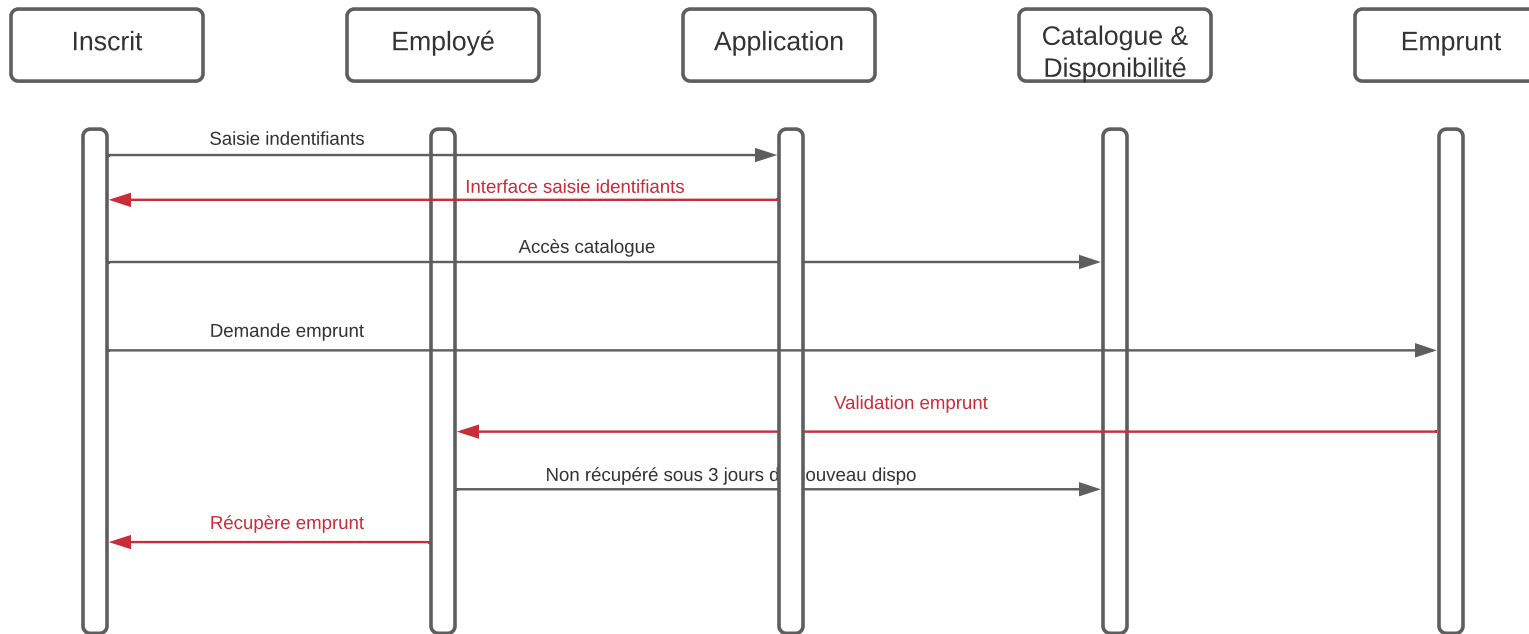 Inscrit
Employé
Application
Catalogue &
Disponibilité
Emprunt
Saisie indentifiants
Interface saisie identifiants
Accès catalogue
Demande emprunt
Validation emprunt
Non récupéré sous 3 jours d ouveau dispo
Récupère emprunt